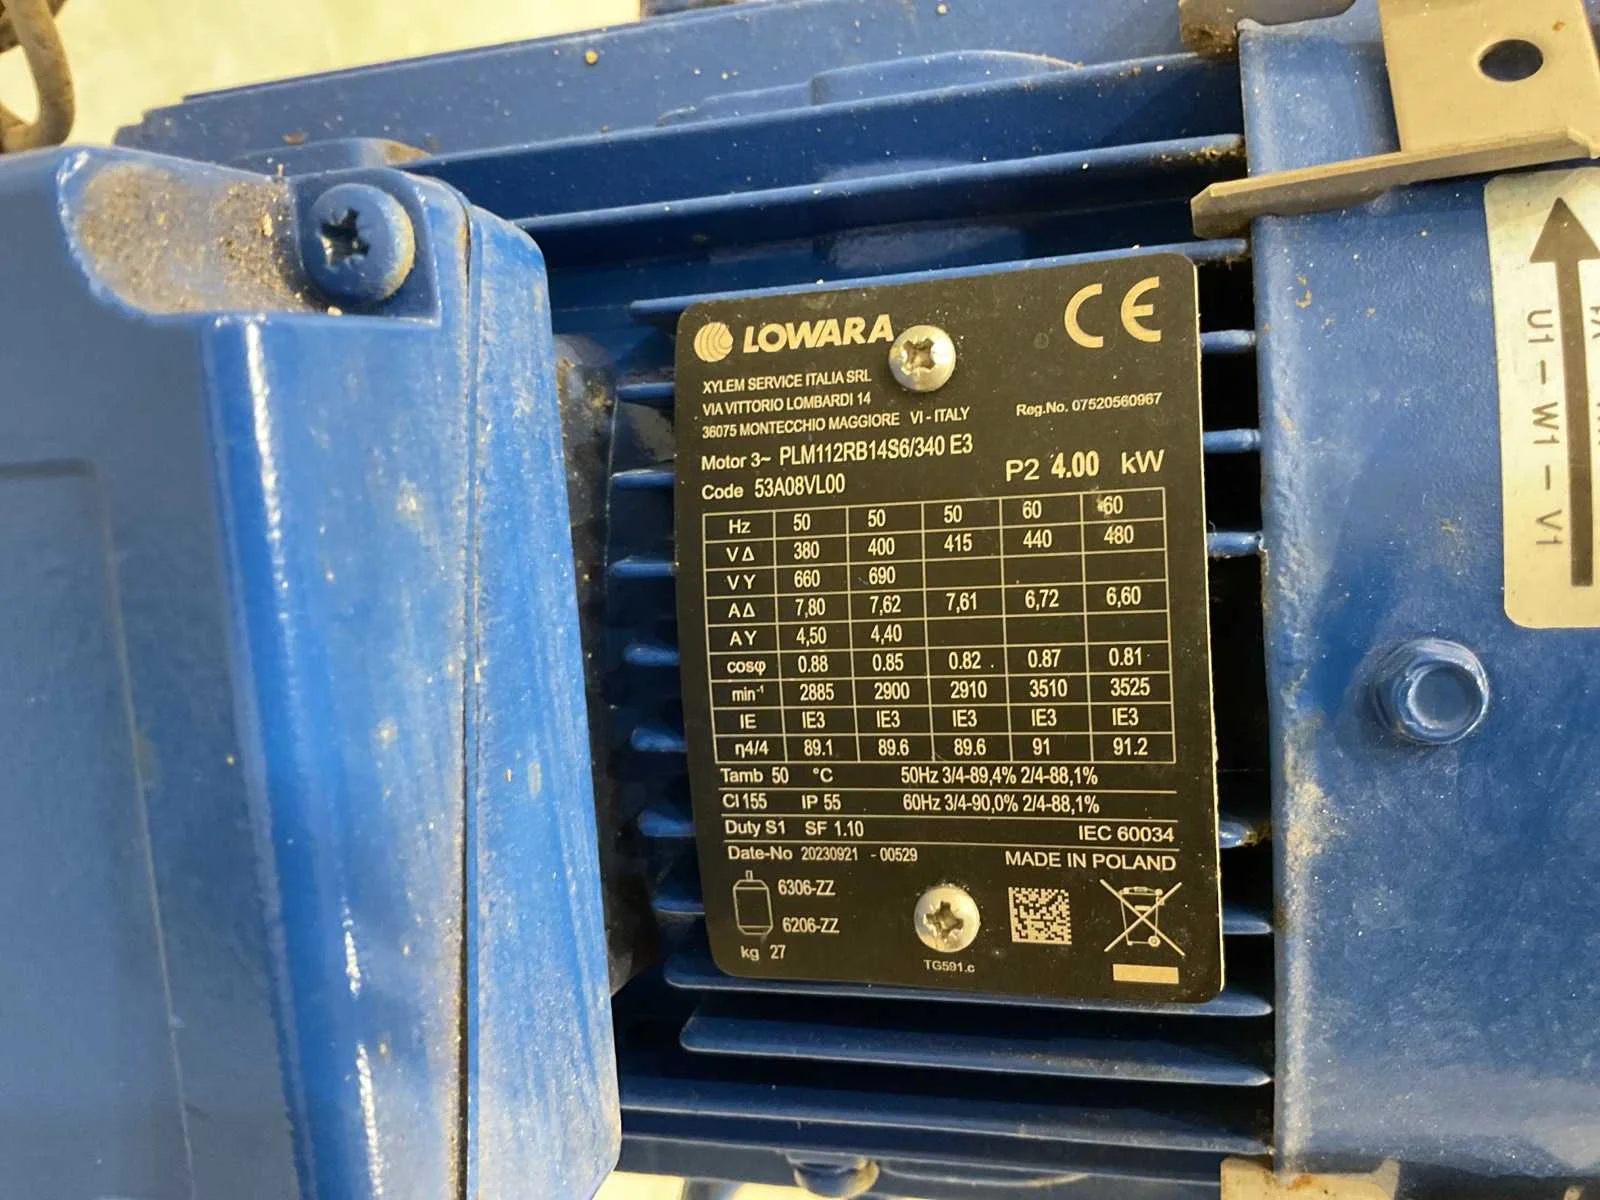 LOWARA
CE
XYLEM SERVICE ITALIA SRL
VIA VITTORIO LOMBARDI 14
36075 MONTECCHIO MAGGIORE VI - ITALY
Reg.No. 07520560967
Motor 3~ PLM112RB14S6/340 E3
P2 4.00 kW
Code 53A08VL00
Hz 50 50 50 60 60
V Δ 380 400 415 440 480
V Y 660 690
A Δ 7,80 7,62 7,61 6,72 6,60
A Y 4,50 4,40
cosφ 0.88 0.85 0.82 0.87 0.81
min⁻¹ 2885 2900 2910 3510 3525
IE IE3 IE3 IE3 IE3 IE3
η4/4 89.1 89.6 89.6 91 91.2
Tamb 50 °C 50Hz 3/4-89,4% 2/4-88,1%
Cl 155 IP 55 60Hz 3/4-90,0% 2/4-88,1%
Duty S1 SF 1.10 IEC 60034
Date-No 20230921 - 00529
MADE IN POLAND
6306-ZZ
6206-ZZ
kg 27
TG591.c
U1 – W1 – V1